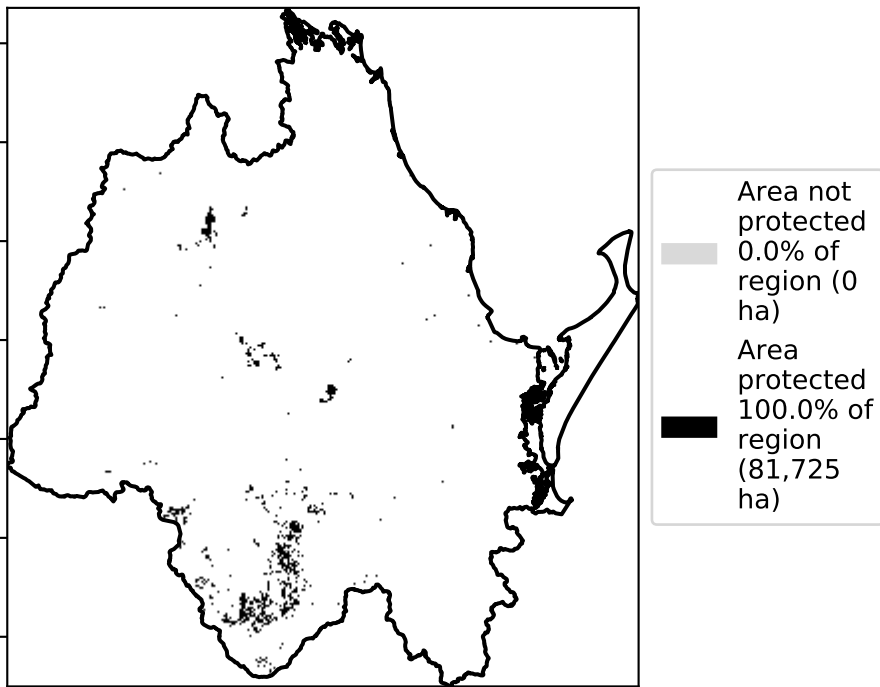 Area not
protected
0.0% of
region (0
ha)
Area
protected
100.0% of
region
(81,725
ha)